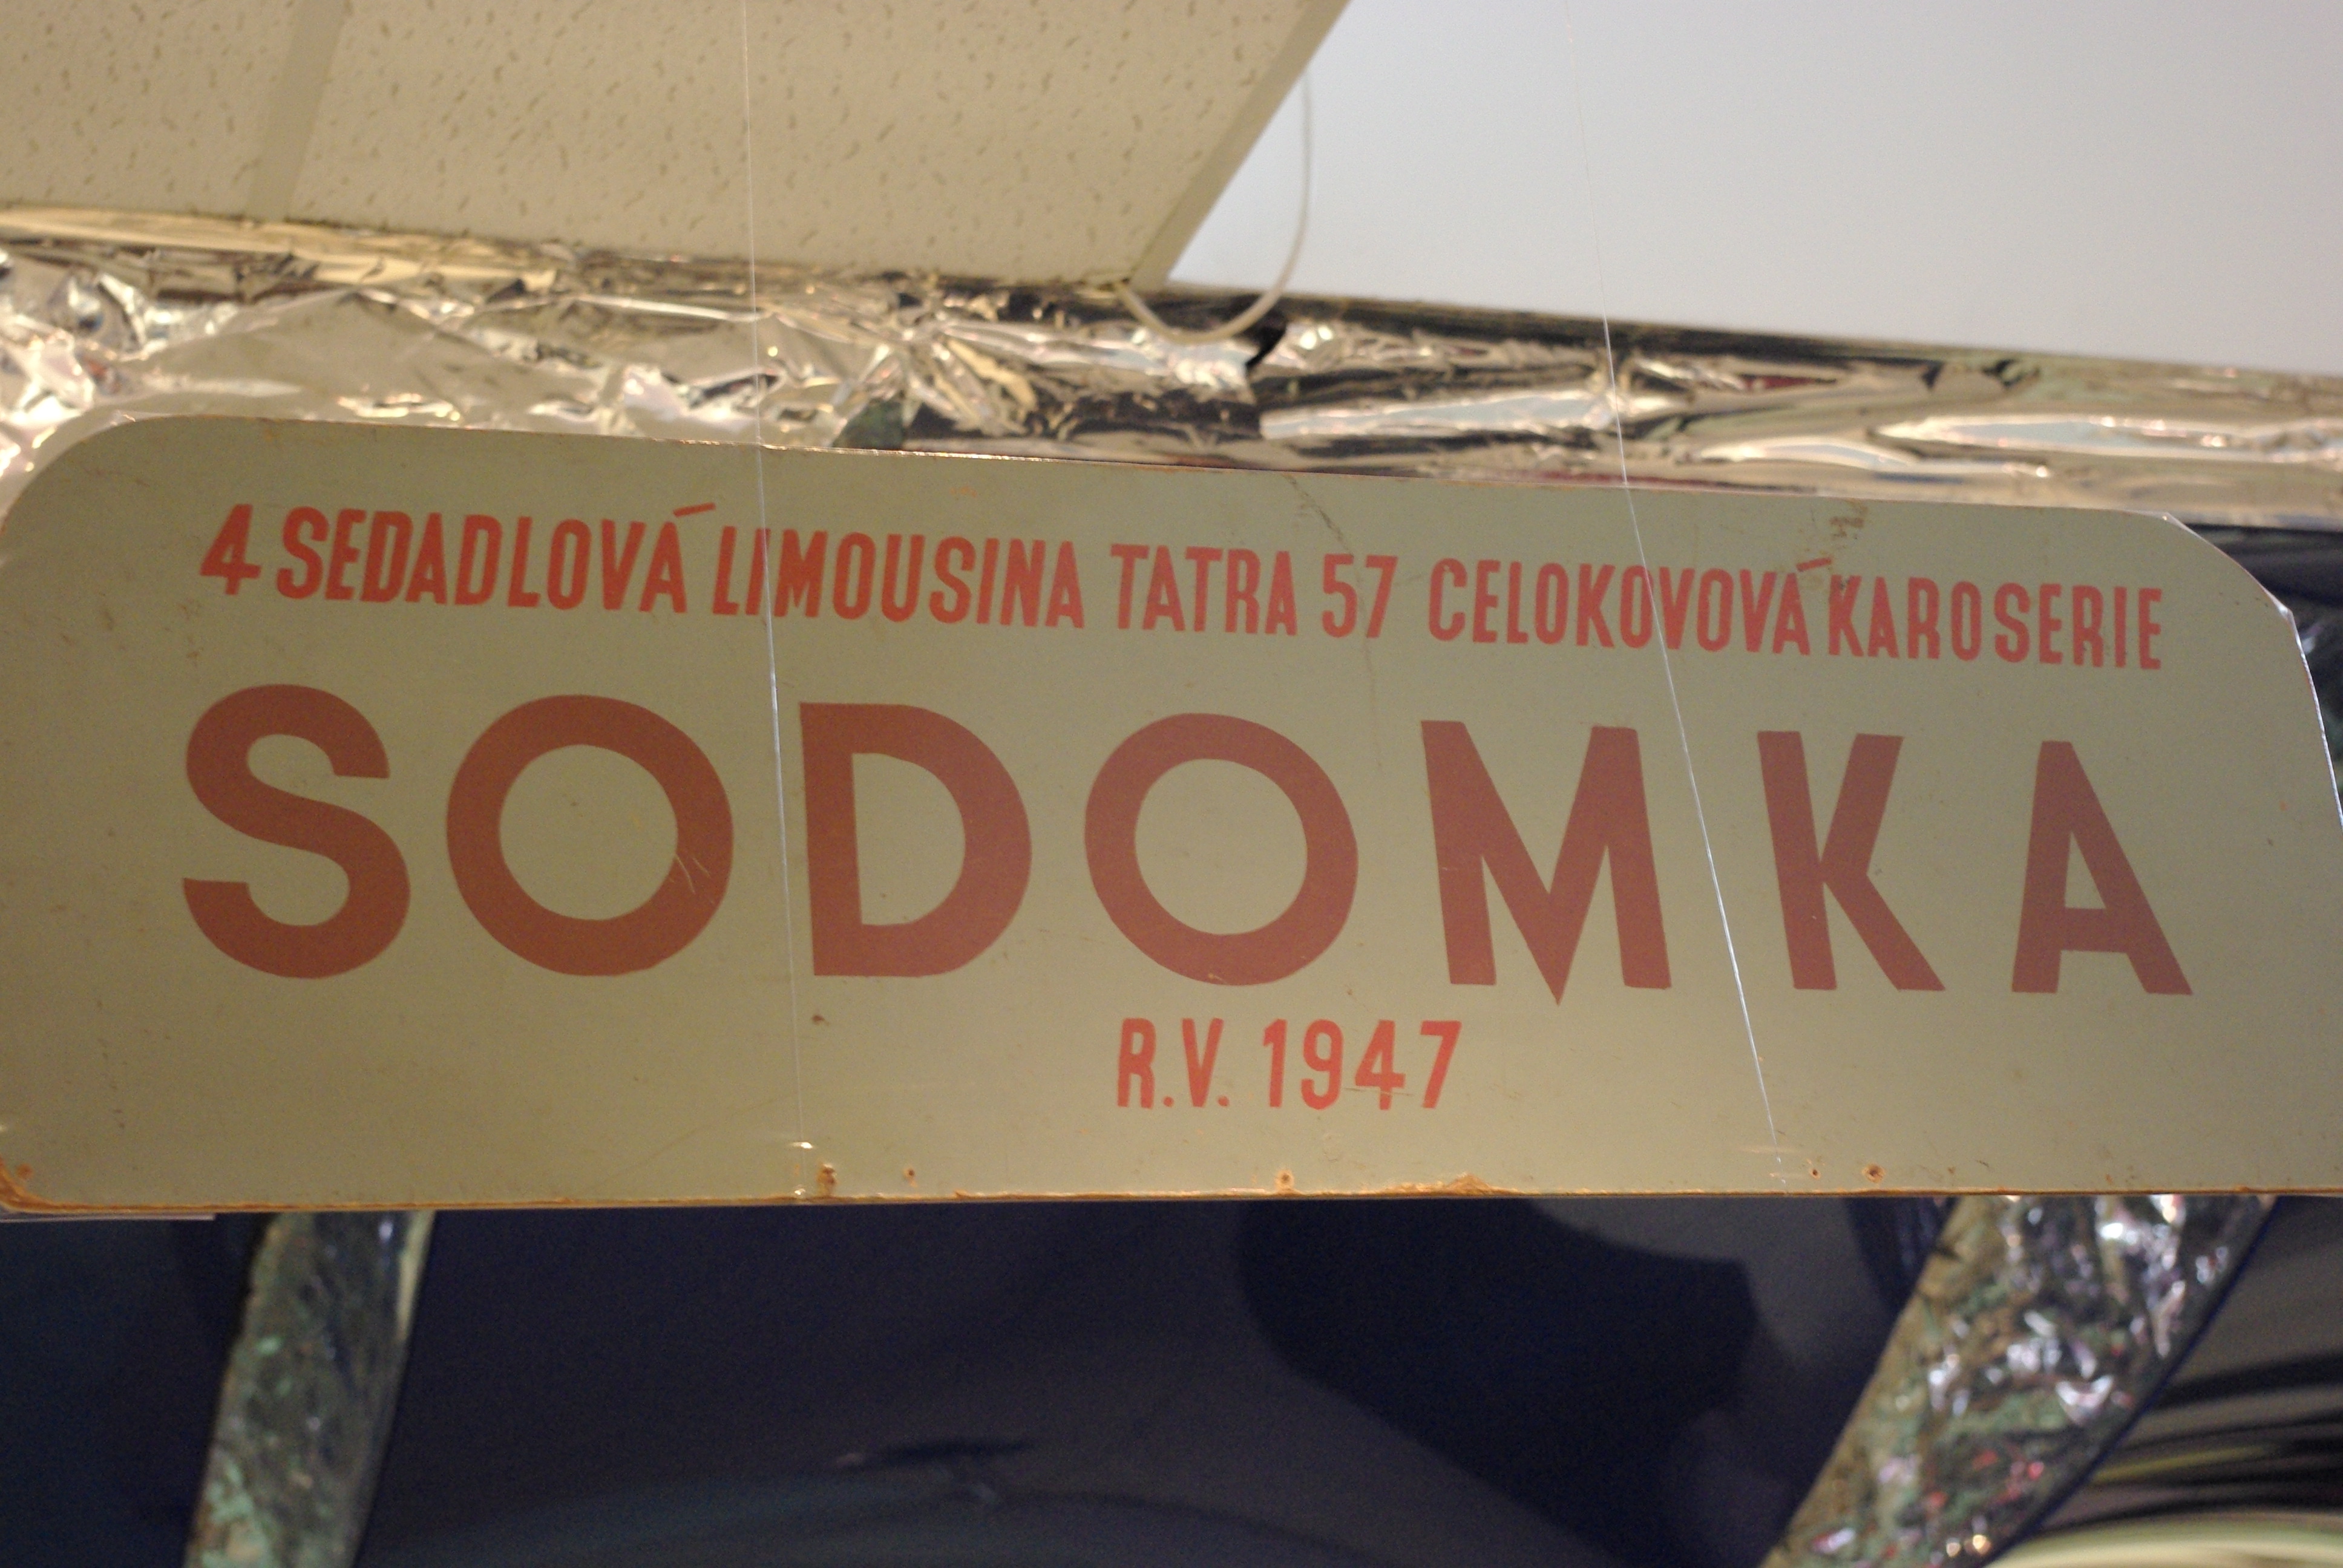 4 SEDADLOVÁ LIMOUSINA TATRA 57 CELOKOVOVÁ KAROSERIE
SODOMKA
R.V. 1947